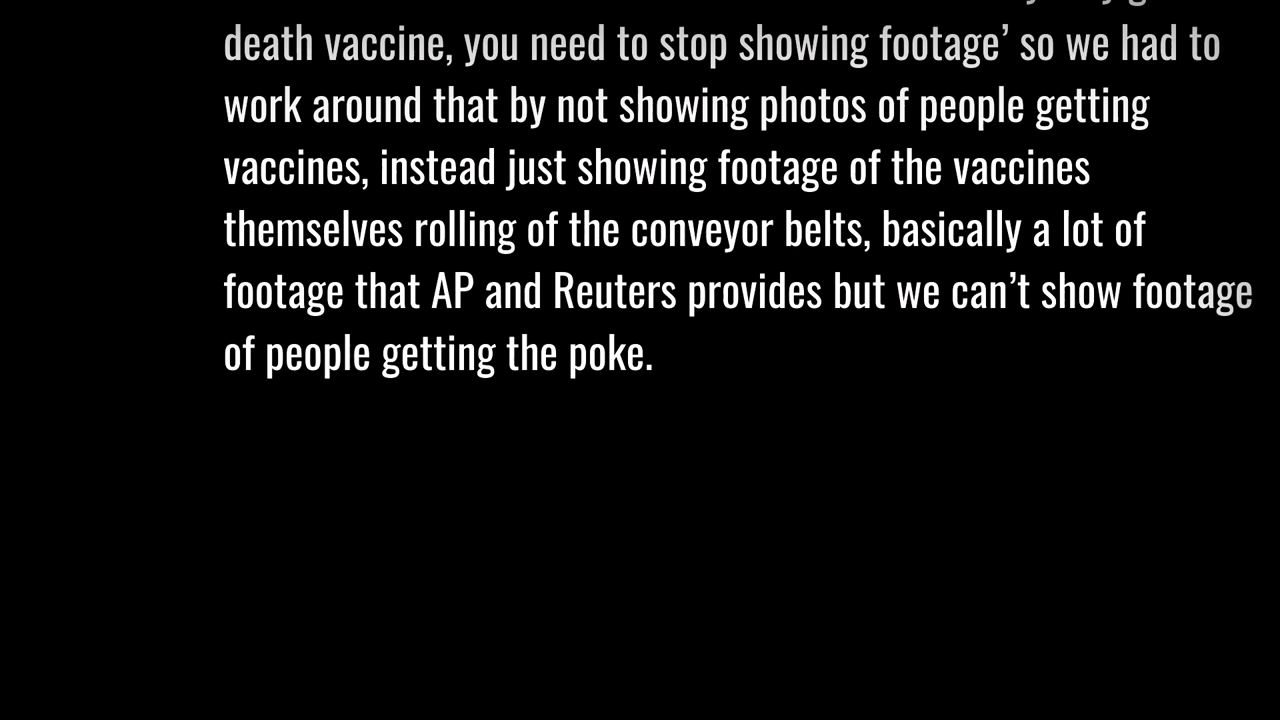 death vaccine, you need to stop showing footage’ so we had to
work around that by not showing photos of people getting
vaccines, instead just showing footage of the vaccines
themselves rolling of the conveyor belts, basically a lot of
footage that AP and Reuters provides but we can’t show footage
of people getting the poke.